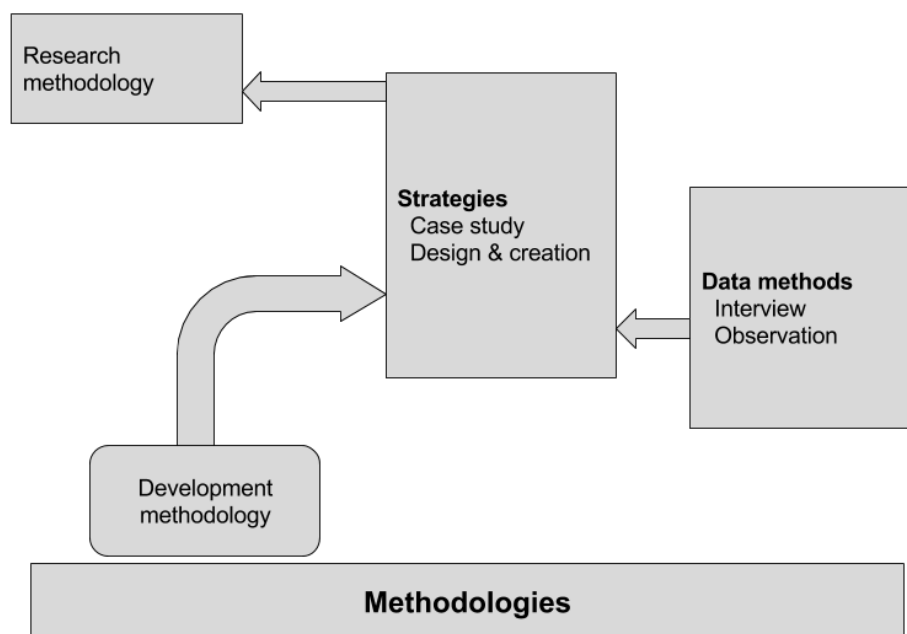 Research
methodology
Strategies
Case study
Design & creation
Data methods
Interview
Observation
Development
methodology
Methodologies